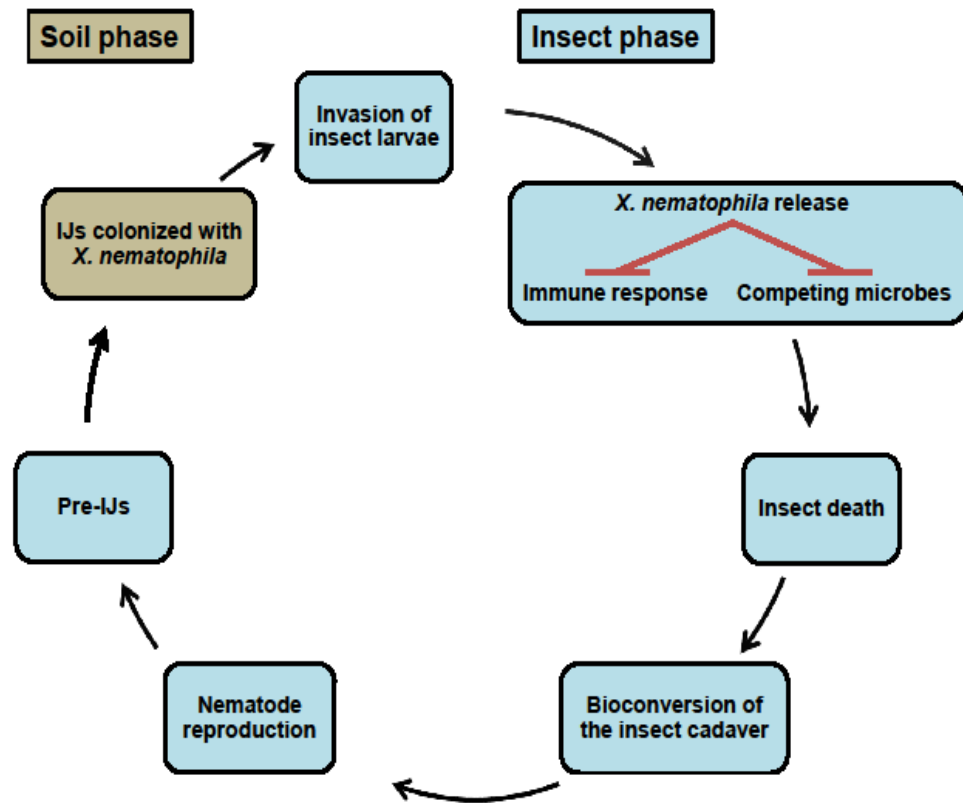 Soil phase
Insect phase
Invasion of
insect larvae
X. nematophila release
Immune response
Competing microbes
Insect death
Bioconversion of
the insect cadaver
Nematode
reproduction
Pre-IJs
IJs colonized with
X. nematophila